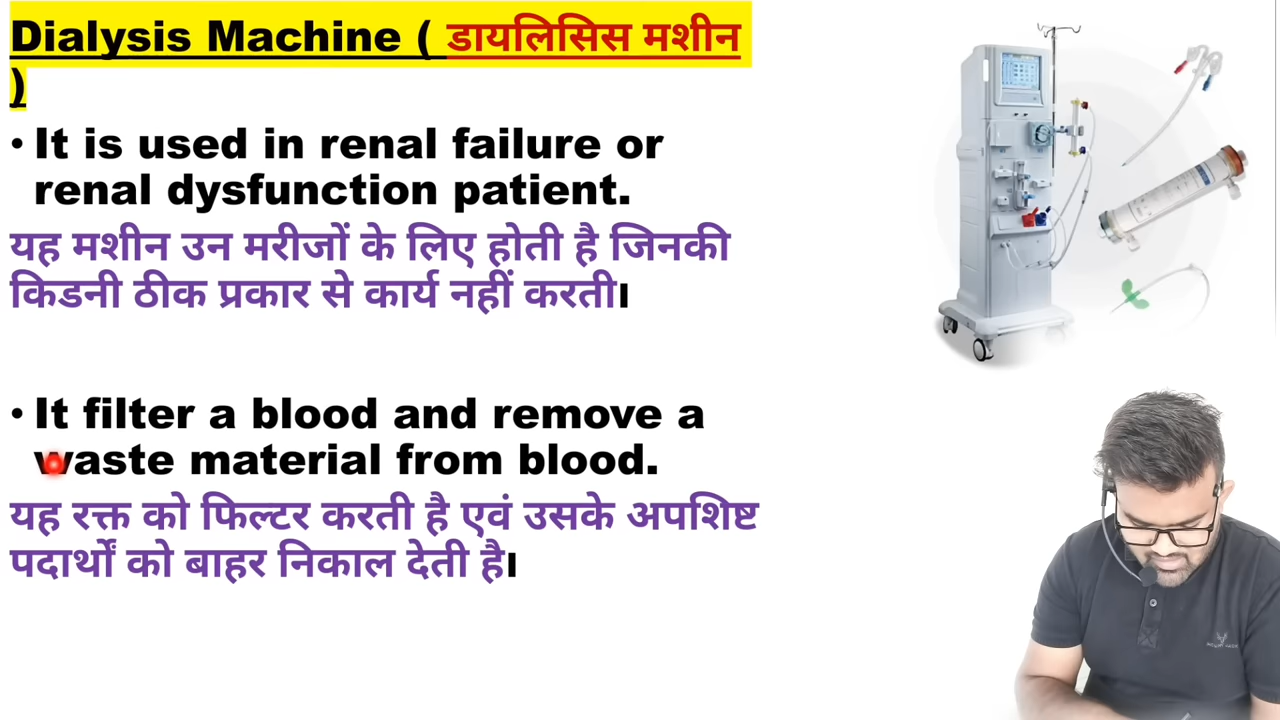 Dialysis Machine ( डायलिसिस मशीन
)
• It is used in renal failure or
renal dysfunction patient.
यह मशीन उन मरीजों के लिए होती है जिनकी
किडनी ठीक प्रकार से कार्य नहीं करती।
• It filter a blood and remove a
waste material from blood.
यह रक्त को फिल्टर करती है एवं उसके अपशिष्ट
पदार्थों को बाहर निकाल देती है।